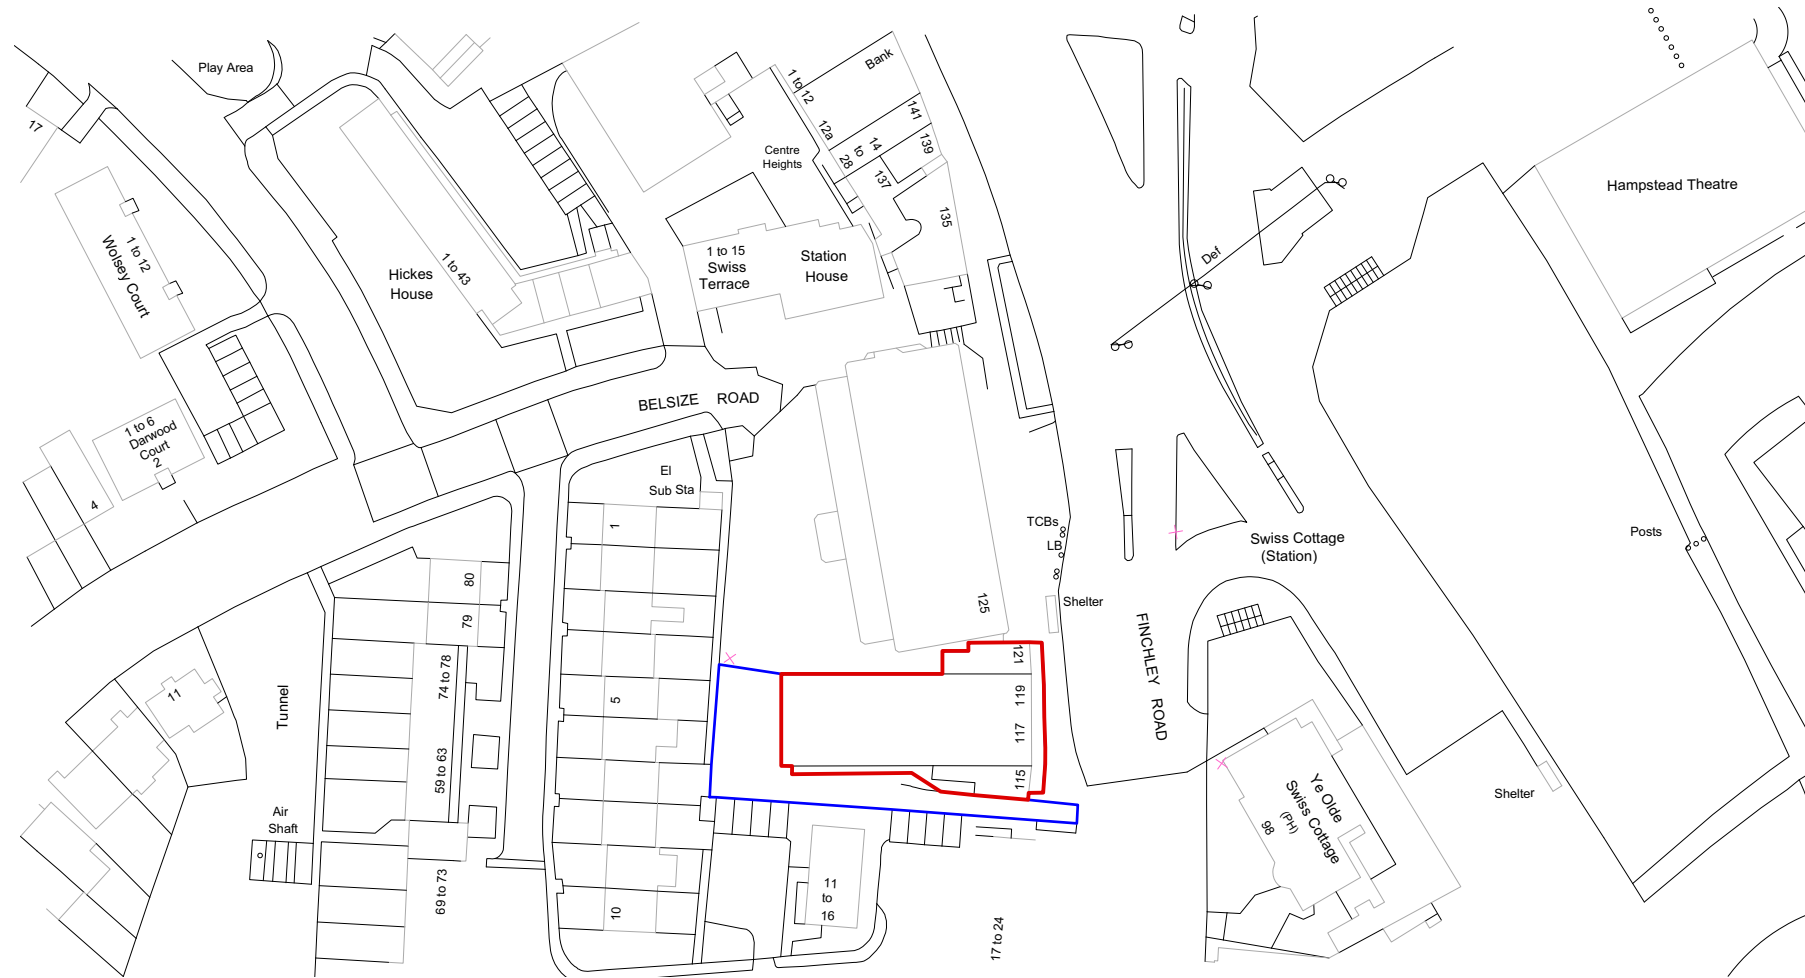 Play Area
17
Bank
1 to 12
141
12a
14
to
28
139
137
Centre
Heights
135
Hampstead Theatre
1 to 12
Wolsey Court
Hickes
House
1 to 43
1 to 15
Swiss
Terrace
Station
House
Def
BELSIZE ROAD
1 to 6
Darwood
Court
2
4
El
Sub Sta
1
TCBs
LB
Swiss Cottage
(Station)
Posts
80
79
125
Shelter
FINCHLEY ROAD
121
119
117
115
74 to 78
11
Tunnel
5
59 to 63
Air
Shaft
Ye Olde
Swiss Cottage
(PH)
98
Shelter
69 to 73
10
11
to
16
17 to 24